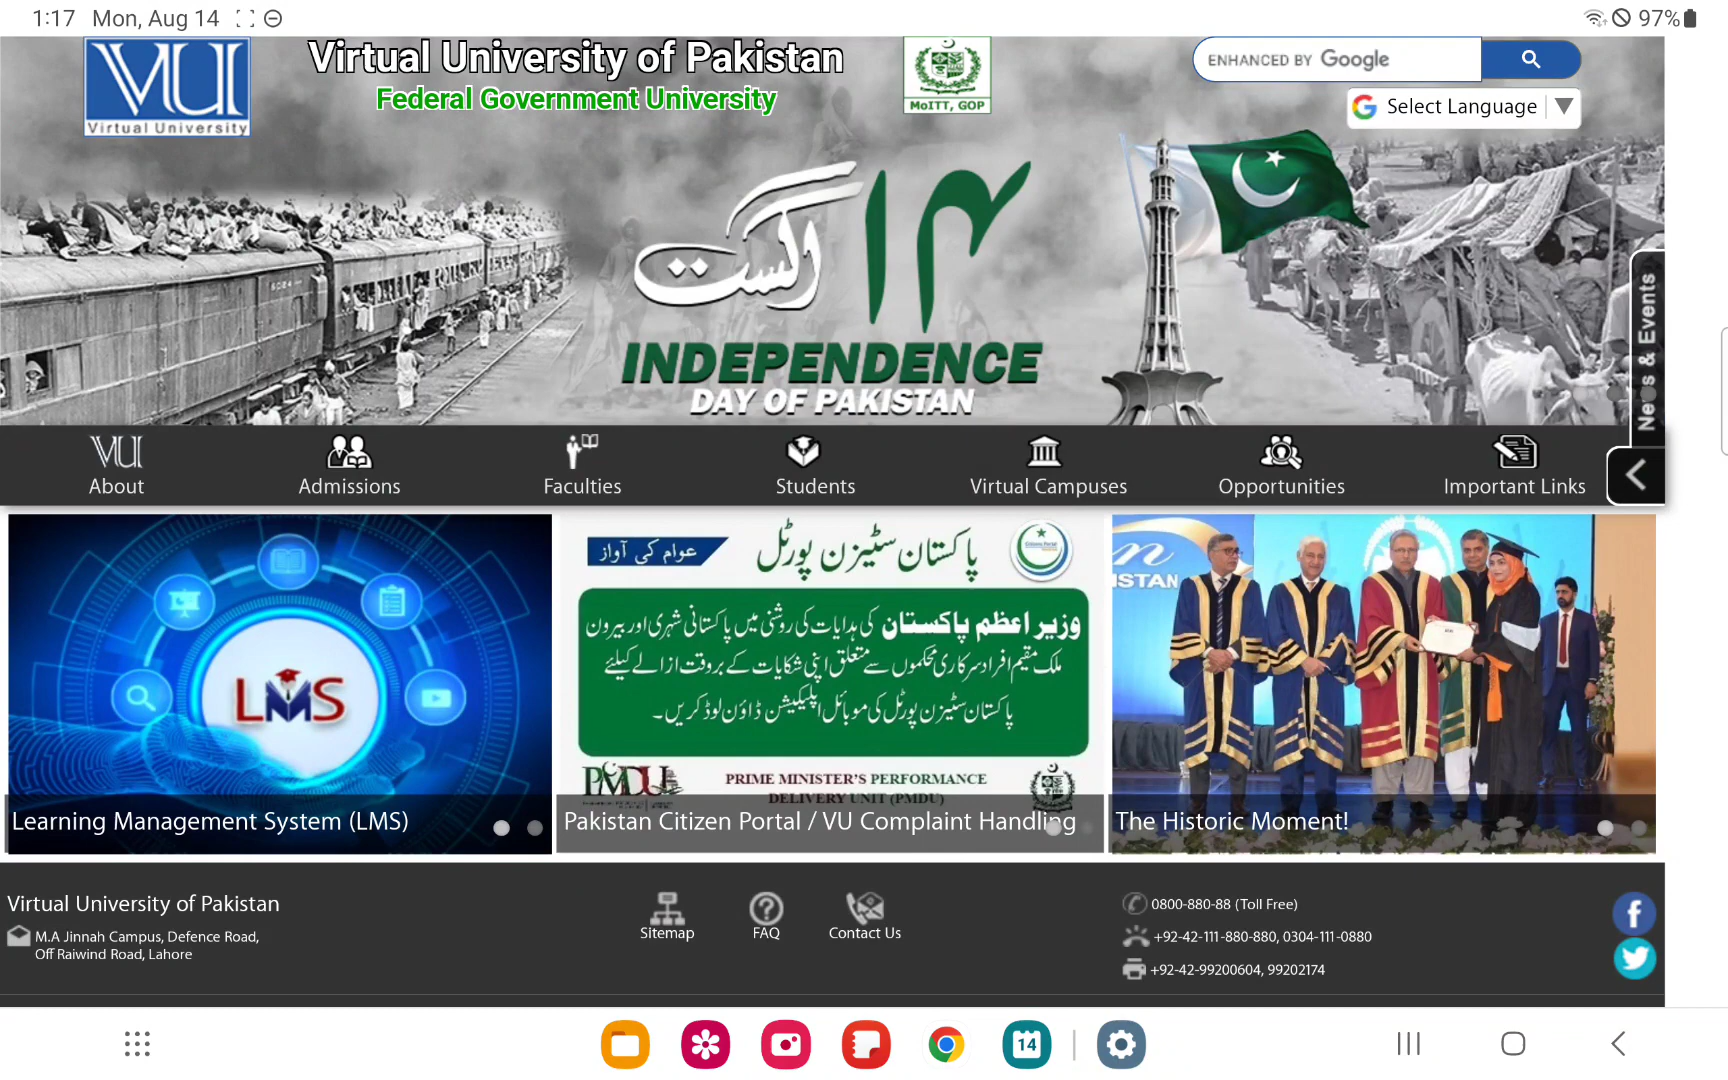 1:17 Mon, Aug 14
97%
VU
Virtual University
Virtual University of Pakistan
Federal Government University
MoITT, GOP
ENHANCED BY Google
Select Language
۱۴ اگست
INDEPENDENCE
DAY OF PAKISTAN
News & Events
VU
About
Admissions
Faculties
Students
Virtual Campuses
Opportunities
Important Links
LMS
Learning Management System (LMS)
عوام کی آواز
پاکستان سٹیزن پورٹل
وزیر اعظم پاکستان کی ہدایات کی روشنی میں پاکستانی شہری اور بیرون
ملک مقیم افراد سرکاری محکموں سے متعلق اپنی شکایات کے بروقت ازالے کیلئے
پاکستان سٹیزن پورٹل کی موبائل اپلیکیشن ڈاؤن لوڈ کریں۔
PMDU
PRIME MINISTER'S PERFORMANCE
DELIVERY UNIT (PMDU)
Pakistan Citizen Portal / VU Complaint Handling
ISTAN
The Historic Moment!
Virtual University of Pakistan
M.A Jinnah Campus, Defence Road,
Off Raiwind Road, Lahore
Sitemap
FAQ
Contact Us
0800-880-88 (Toll Free)
+92-42-111-880-880, 0304-111-0880
+92-42-99200604, 99202174
14